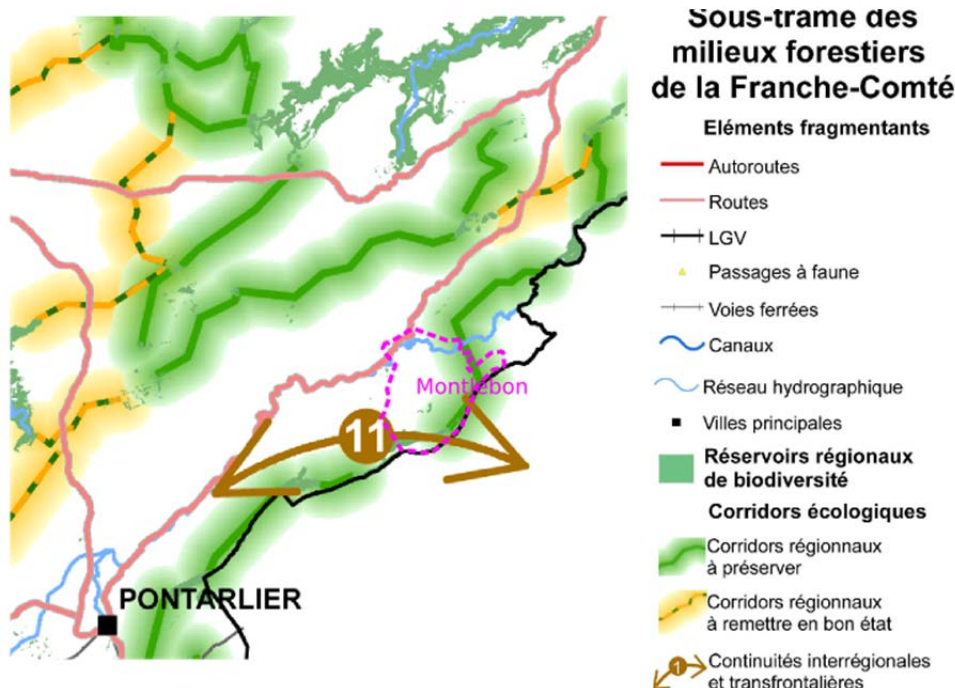 Sous-trame des
milieux forestiers
de la Franche-Comté
Eléments fragmentants
Autoroutes
Routes
LGV
Passages à faune
Voies ferrées
Canaux
Réseau hydrographique
Villes principales
Réservoirs régionaux
de biodiversité
Corridors écologiques
Corridors régionnaux
à préserver
Corridors régionnaux
à remettre en bon état
1
Continuités interrégionales
et transfrontalières
Montlebon
11
PONTARLIER